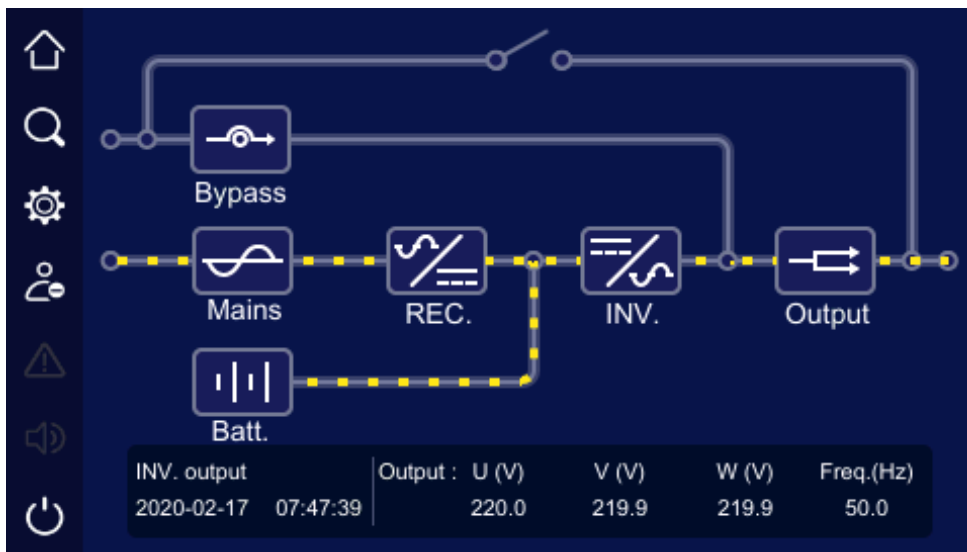 Bypass
Mains
REC.
INV.
Output
Batt.
INV. output
2020-02-17 07:47:39
Output : U (V) V (V) W (V) Freq.(Hz)
220.0 219.9 219.9 50.0